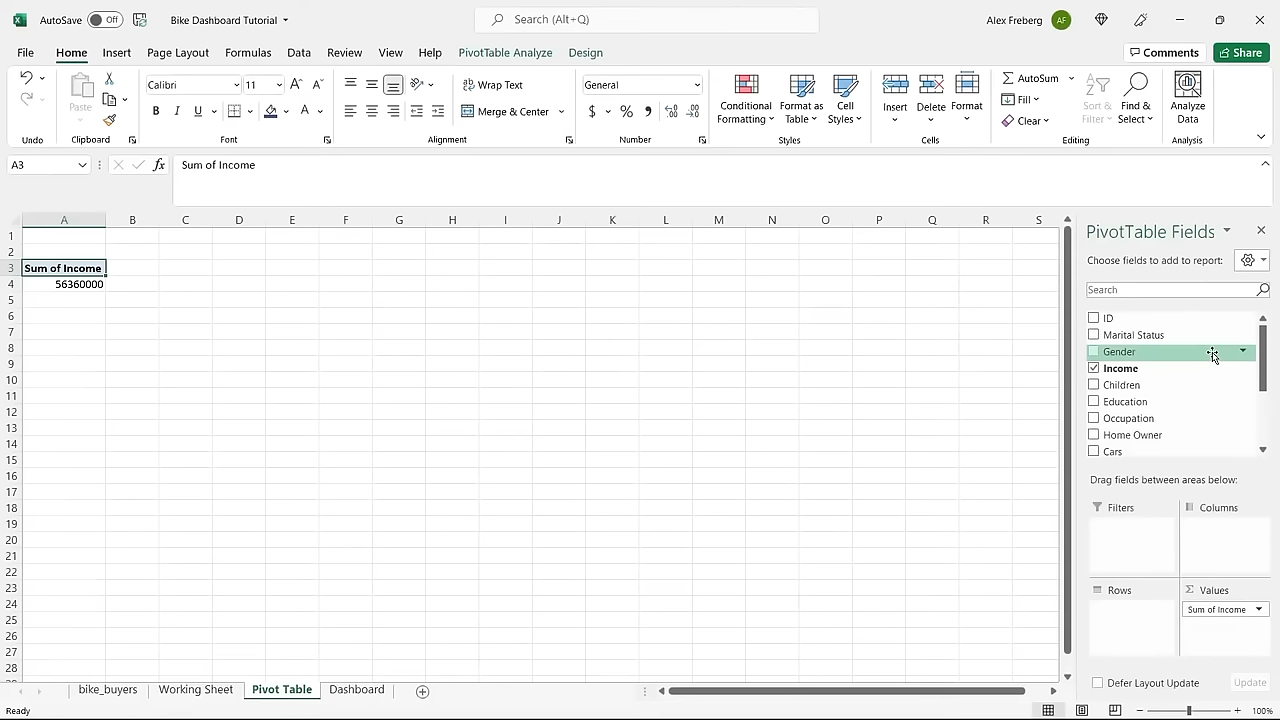 AutoSave Off Bike Dashboard Tutorial Search (Alt+Q) Alex Freberg AF
File Home Insert Page Layout Formulas Data Review View Help PivotTable Analyze Design Comments Share
Calibri 11 Wrap Text General AutoSum
Paste B I U Merge & Center $ % Conditional Formatting Format as Table Cell Styles Insert Delete Format Fill Clear Sort & Filter Find & Select Analyze Data
Undo Clipboard Font Alignment Number Styles Cells Editing Analysis
A3 fx Sum of Income
A B C D E F G H I J K L M N O P Q R S
1
2
3 Sum of Income
4 56360000
5
6
7
8
9
10
11
12
13
14
15
16
17
18
19
20
21
22
23
24
25
26
27
28
PivotTable Fields
Choose fields to add to report:
Search
ID
Marital Status
Gender
Income
Children
Education
Occupation
Home Owner
Cars
Drag fields between areas below:
Filters Columns
Rows Σ Values
Sum of Income
Defer Layout Update Update
bike_buyers Working Sheet Pivot Table Dashboard
Ready 100%